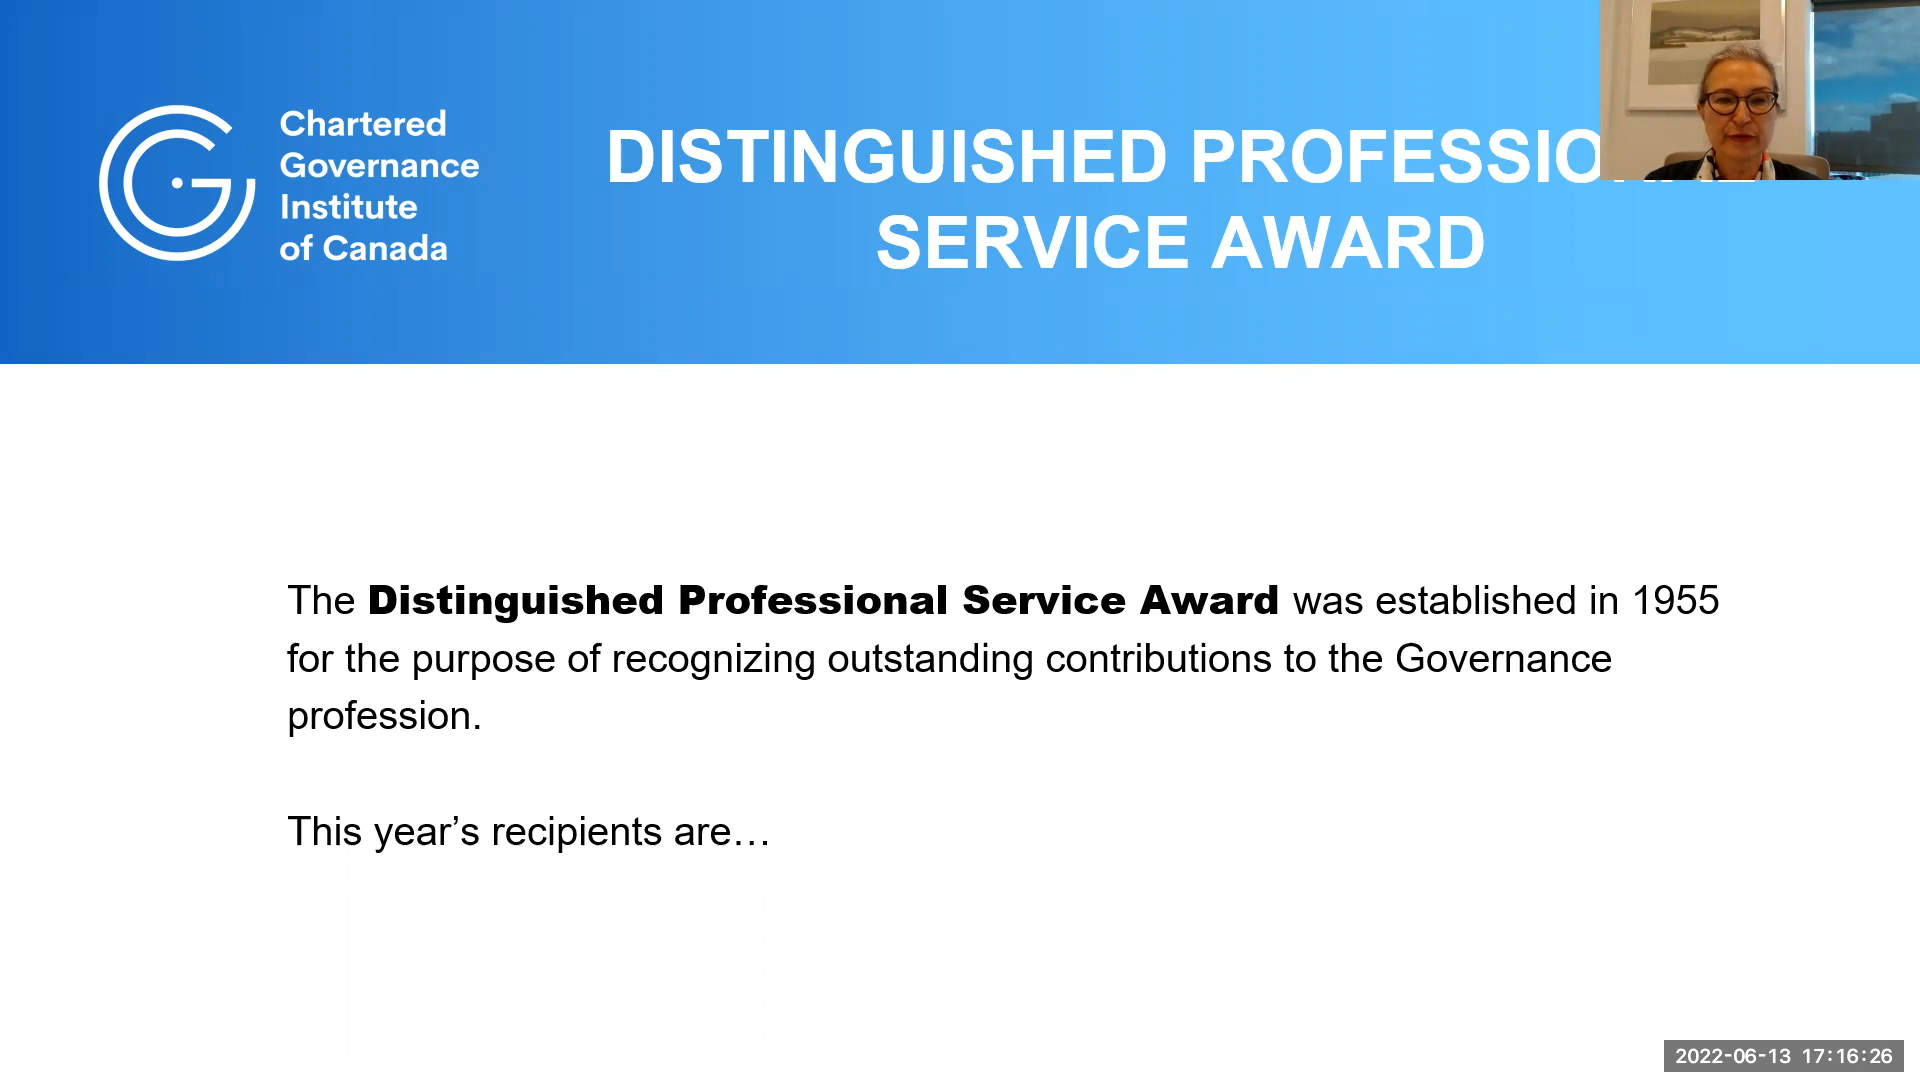 Chartered
Governance
Institute
of Canada
DISTINGUISHED
SERVICE AWARD
The Distinguished Professional Service Award was established in 1955
for the purpose of recognizing outstanding contributions to the Governance
profession.
This year’s recipients are…
2022-06-13 17:16:26